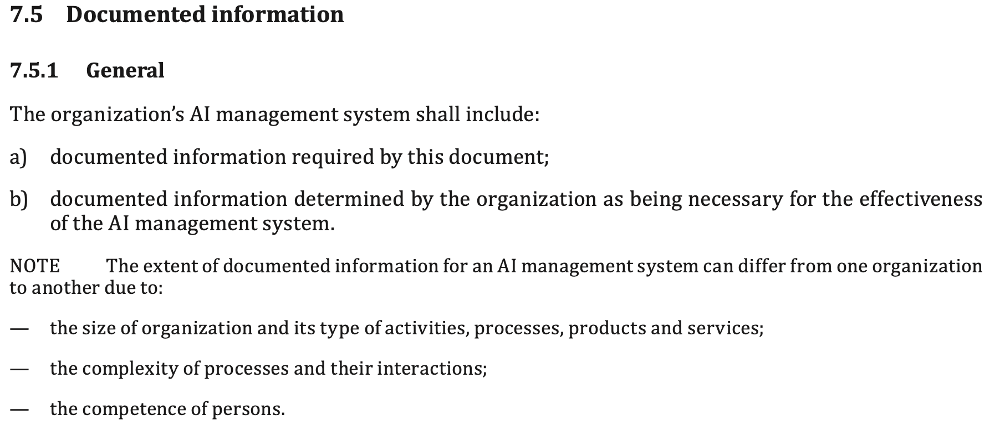 7.5 Documented information
7.5.1 General
The organization’s AI management system shall include:
a) documented information required by this document;
b) documented information determined by the organization as being necessary for the effectiveness
of the AI management system.
NOTE The extent of documented information for an AI management system can differ from one organization
to another due to:
— the size of organization and its type of activities, processes, products and services;
— the complexity of processes and their interactions;
— the competence of persons.